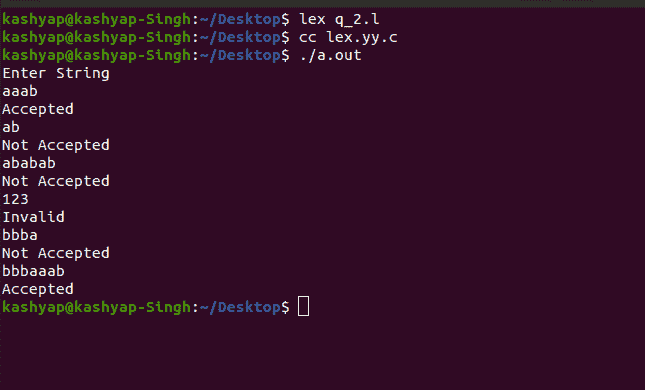 kashyap@kashyap-Singh:~/Desktop$ lex q_2.l
kashyap@kashyap-Singh:~/Desktop$ cc lex.yy.c
kashyap@kashyap-Singh:~/Desktop$ ./a.out
Enter String
aaab
Accepted
ab
Not Accepted
ababab
Not Accepted
123
Invalid
bbba
Not Accepted
bbbaaab
Accepted
kashyap@kashyap-Singh:~/Desktop$